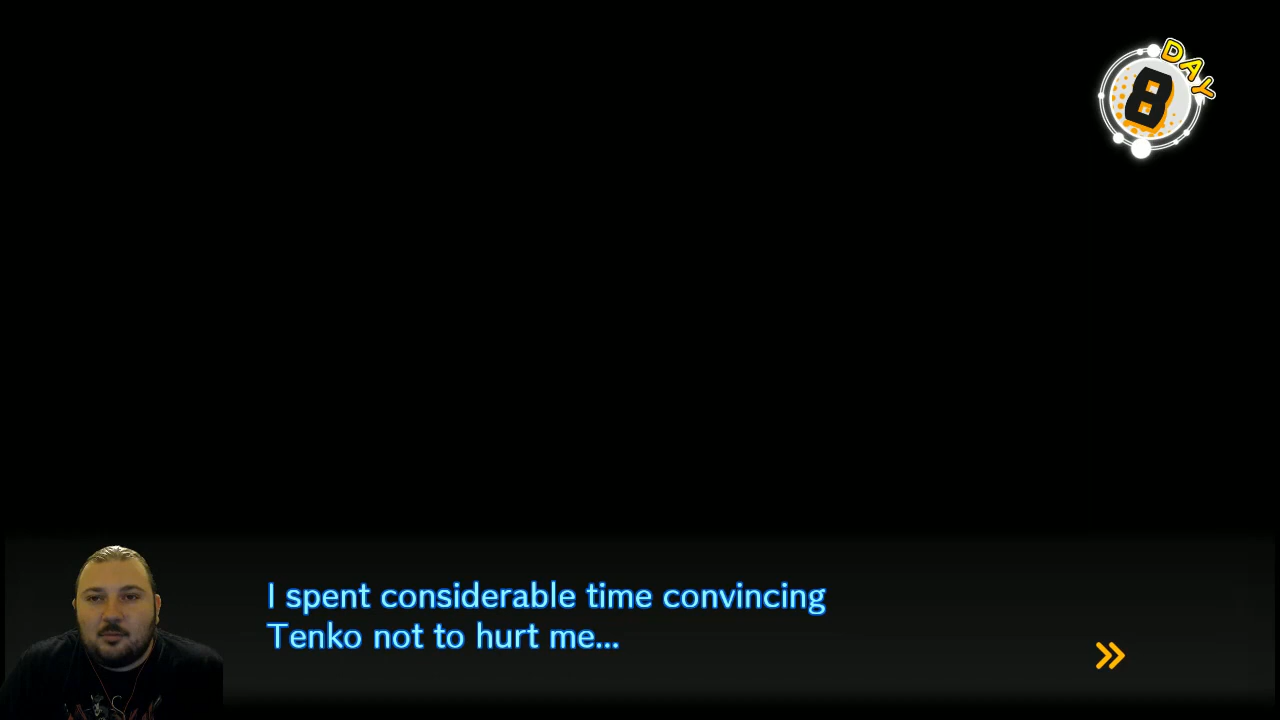 DAY
8
I spent considerable time convincing
Tenko not to hurt me...